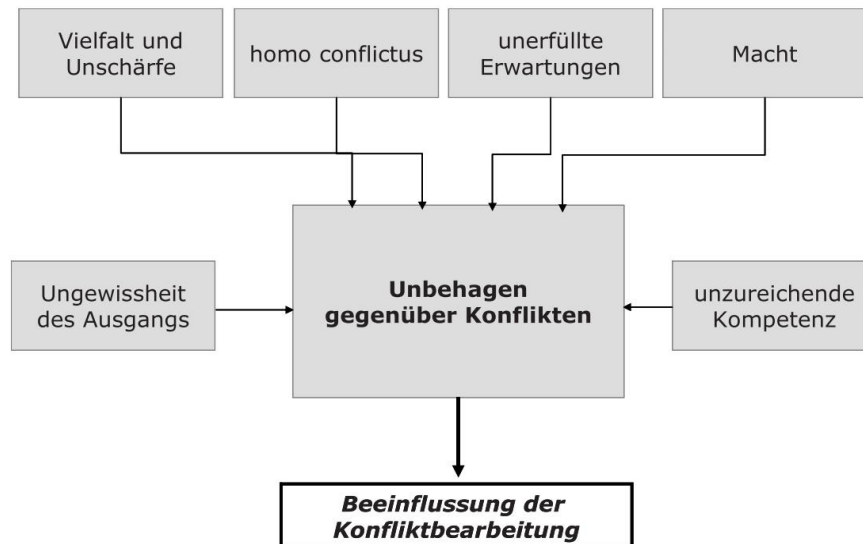 Vielfalt und
Unschärfe
homo conflictus
unerfüllte
Erwartungen
Macht
Ungewissheit
des Ausgangs
Unbehagen
gegenüber Konflikten
unzureichende
Kompetenz
Beeinflussung der
Konfliktbearbeitung